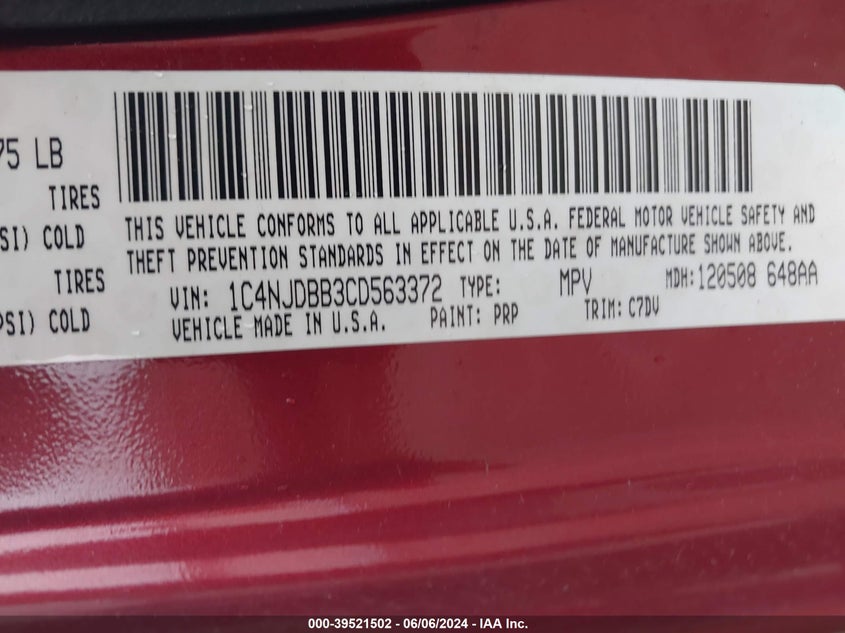 75 LB
TIRES
SI) COLD
TIRES
PSI) COLD
THIS VEHICLE CONFORMS TO ALL APPLICABLE U.S.A. FEDERAL MOTOR VEHICLE SAFETY AND
THEFT PREVENTION STANDARDS IN EFFECT ON THE DATE OF MANUFACTURE SHOWN ABOVE.
VIN: 1C4NJDBB3CD563372 TYPE: MPV MDH:120508 648AA
VEHICLE MADE IN U.S.A. PAINT: PRP TRIM: C7DV
000-39521502 - 06/06/2024 - IAA Inc.